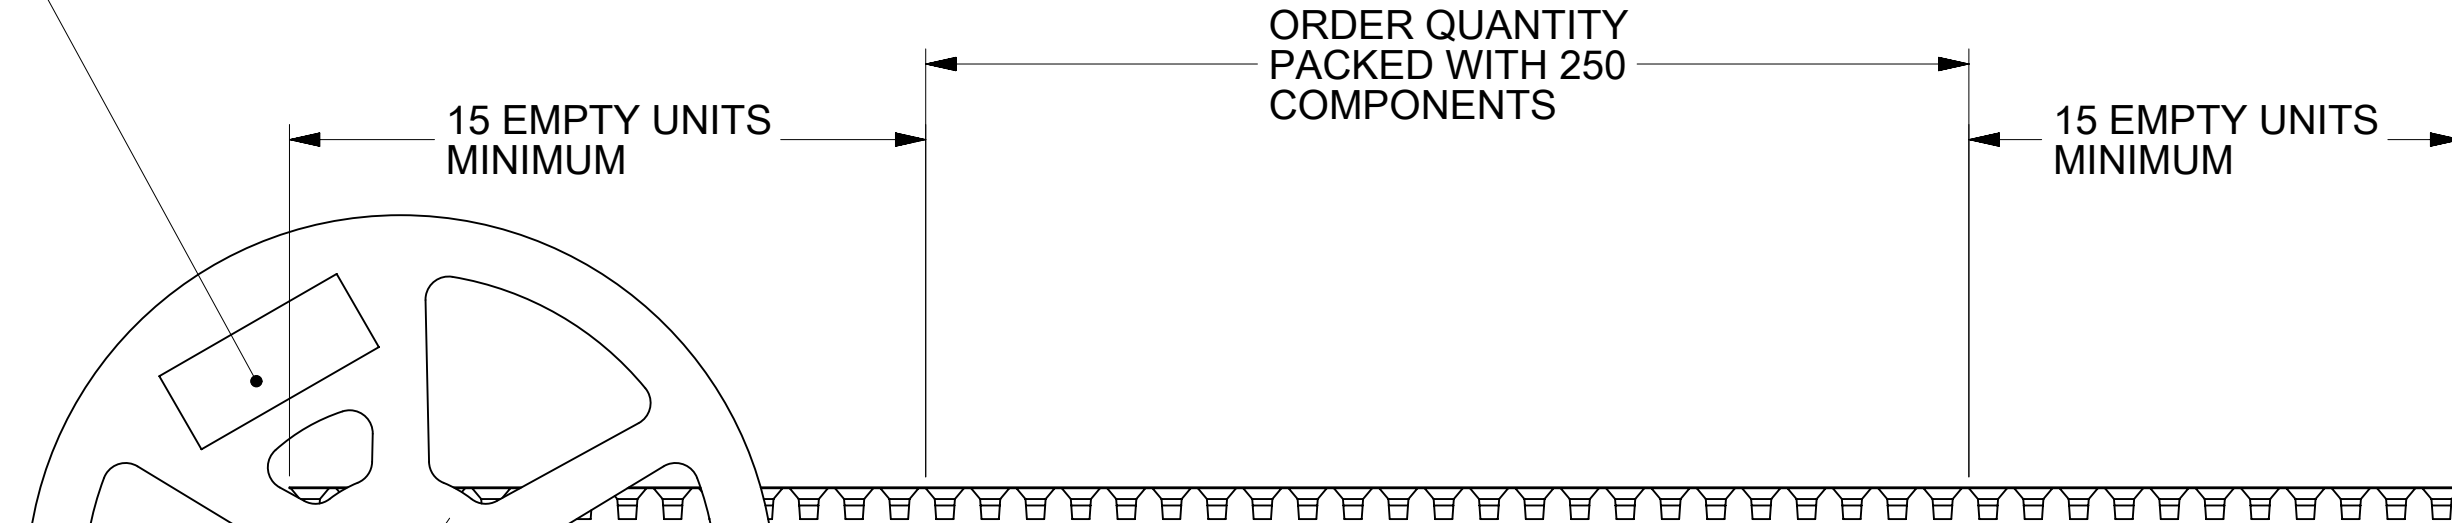 15 EMPTY UNITS
MINIMUM
ORDER QUANTITY
PACKED WITH 250
COMPONENTS
15 EMPTY UNITS
MINIMUM